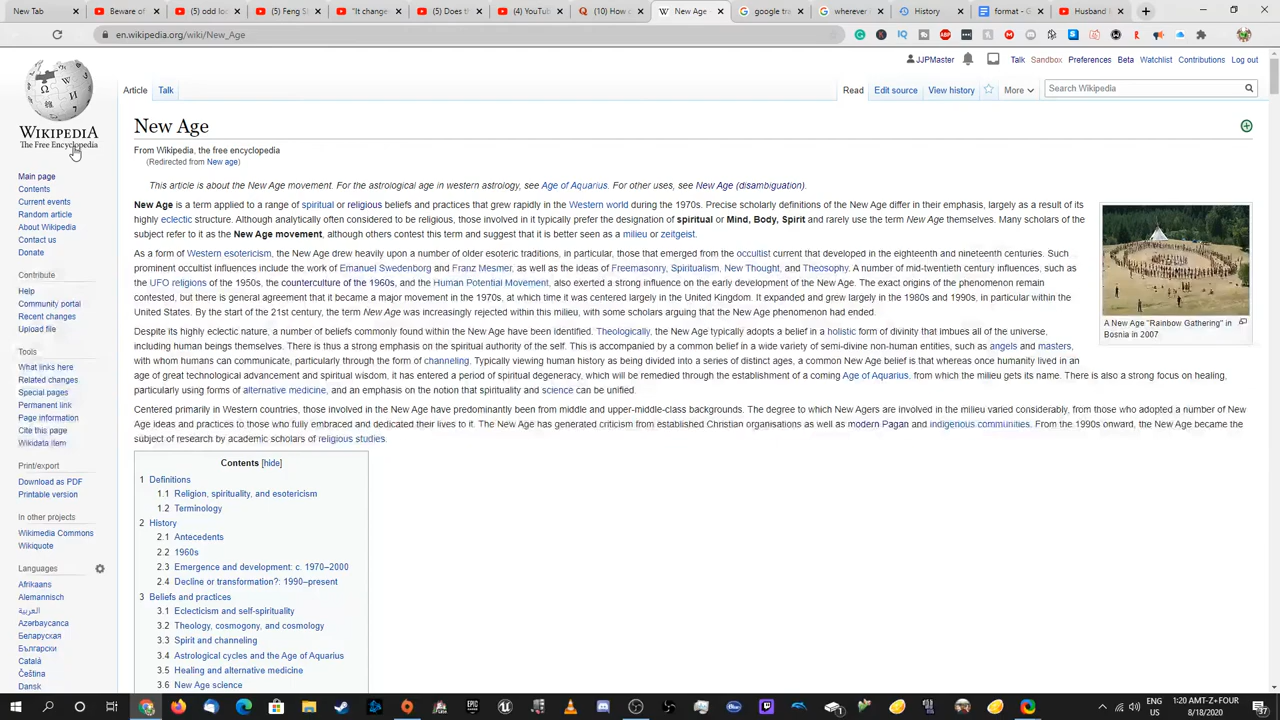 New Tab
Beware of
(5) odd lo
(5) Feng Sh
"It change
(5) Does th
(4) YouTub
(10) How c
New Age
google tra
wherever
History
format - G
Husband
en.wikipedia.org/wiki/New_Age
JJPMaster
Talk
Sandbox
Preferences
Beta
Watchlist
Contributions
Log out
Article
Talk
Read
Edit source
View history
More
Search Wikipedia
WIKIPEDIA
The Free Encyclopedia
Main page
Contents
Current events
Random article
About Wikipedia
Contact us
Donate
Contribute
Help
Community portal
Recent changes
Upload file
Tools
What links here
Related changes
Special pages
Permanent link
Page information
Cite this page
Wikidata item
Print/export
Download as PDF
Printable version
In other projects
Wikimedia Commons
Wikiquote
Languages
Afrikaans
Alemannisch
العربية
Azərbaycanca
Беларуская
Български
Català
Čeština
Dansk
New Age
From Wikipedia, the free encyclopedia
(Redirected from New age)
This article is about the New Age movement. For the astrological age in western astrology, see Age of Aquarius. For other uses, see New Age (disambiguation).
New Age is a term applied to a range of spiritual or religious beliefs and practices that grew rapidly in the Western world during the 1970s. Precise scholarly definitions of the New Age differ in their emphasis, largely as a result of its
highly eclectic structure. Although analytically often considered to be religious, those involved in it typically prefer the designation of spiritual or Mind, Body, Spirit and rarely use the term New Age themselves. Many scholars of the
subject refer to it as the New Age movement, although others contest this term and suggest that it is better seen as a milieu or zeitgeist.
As a form of Western esotericism, the New Age drew heavily upon a number of older esoteric traditions, in particular, those that emerged from the occultist current that developed in the eighteenth and nineteenth centuries. Such
prominent occultist influences include the work of Emanuel Swedenborg and Franz Mesmer, as well as the ideas of Freemasonry, Spiritualism, New Thought, and Theosophy. A number of mid-twentieth century influences, such as
the UFO religions of the 1950s, the counterculture of the 1960s, and the Human Potential Movement, also exerted a strong influence on the early development of the New Age. The exact origins of the phenomenon remain
contested, but there is general agreement that it became a major movement in the 1970s, at which time it was centered largely in the United Kingdom. It expanded and grew largely in the 1980s and 1990s, in particular within the
United States. By the start of the 21st century, the term New Age was increasingly rejected within this milieu, with some scholars arguing that the New Age phenomenon had ended.
Despite its highly eclectic nature, a number of beliefs commonly found within the New Age have been identified. Theologically, the New Age typically adopts a belief in a holistic form of divinity that imbues all of the universe,
including human beings themselves. There is thus a strong emphasis on the spiritual authority of the self. This is accompanied by a common belief in a wide variety of semi-divine non-human entities, such as angels and masters,
with whom humans can communicate, particularly through the form of channeling. Typically viewing human history as being divided into a series of distinct ages, a common New Age belief is that whereas once humanity lived in an
age of great technological advancement and spiritual wisdom, it has entered a period of spiritual degeneracy, which will be remedied through the establishment of a coming Age of Aquarius, from which the milieu gets its name. There is also a strong focus on healing,
particularly using forms of alternative medicine, and an emphasis on the notion that spirituality and science can be unified.
Centered primarily in Western countries, those involved in the New Age have predominantly been from middle and upper-middle-class backgrounds. The degree to which New Agers are involved in the milieu varied considerably, from those who adopted a number of New
Age ideas and practices to those who fully embraced and dedicated their lives to it. The New Age has generated criticism from established Christian organisations as well as modern Pagan and indigenous communities. From the 1990s onward, the New Age became the
subject of research by academic scholars of religious studies.
A New Age "Rainbow Gathering" in
Bosnia in 2007
Contents [hide]
1 Definitions
1.1 Religion, spirituality, and esotericism
1.2 Terminology
2 History
2.1 Antecedents
2.2 1960s
2.3 Emergence and development: c. 1970–2000
2.4 Decline or transformation?: 1990–present
3 Beliefs and practices
3.1 Eclecticism and self-spirituality
3.2 Theology, cosmogony, and cosmology
3.3 Spirit and channeling
3.4 Astrological cycles and the Age of Aquarius
3.5 Healing and alternative medicine
3.6 New Age science
ENG
US
1:20 AMT-Z+FOUR
8/18/2020